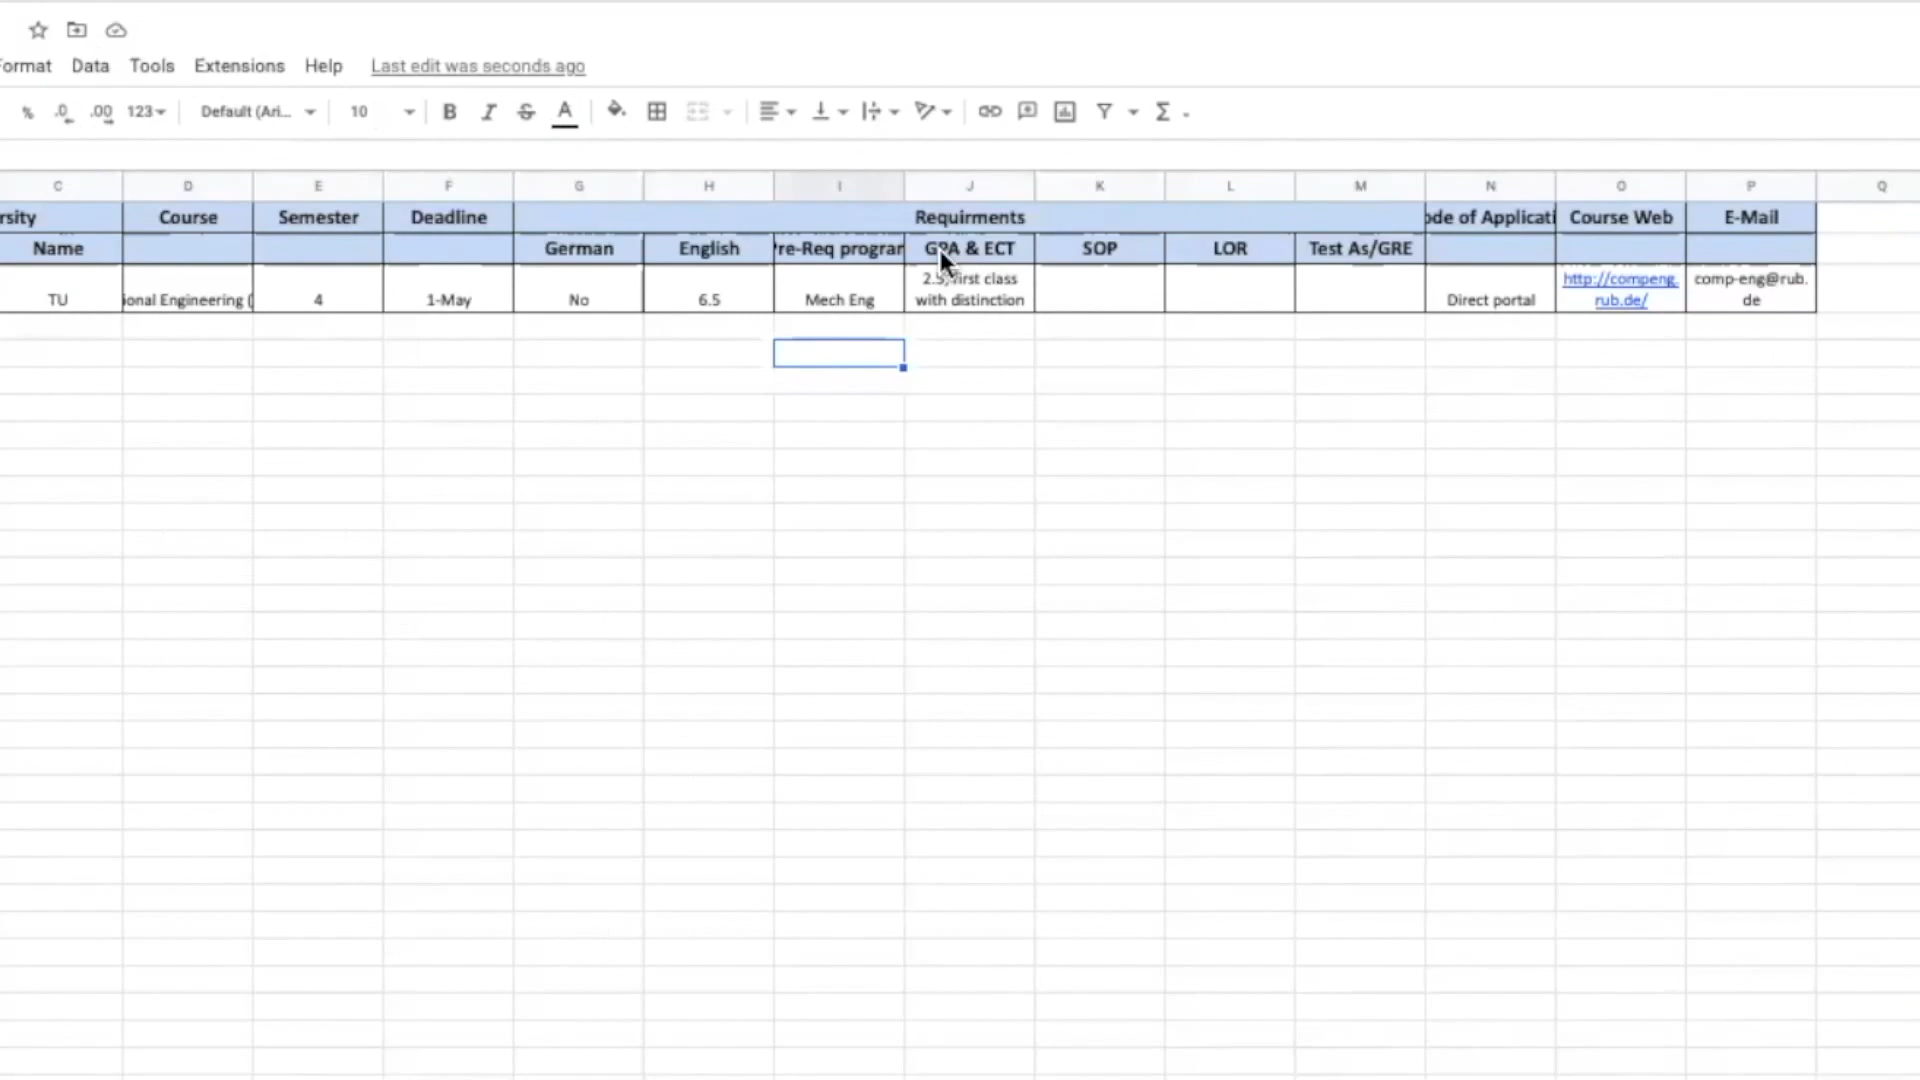 Format Data Tools Extensions Help Last edit was seconds ago
% .0 .00 123 Default (Ari... 10 B I S A Σ
C D E F G H I J K L M N O P Q
rsity Course Semester Deadline Requirments ode of Applicati Course Web E-Mail
Name German English Pre-Req program GPA & ECT SOP LOR Test As/GRE
TU ional Engineering ( 4 1-May No 6.5 Mech Eng 2.5, first class Direct portal http://compeng. comp-eng@rub.
with distinction rub.de/ de